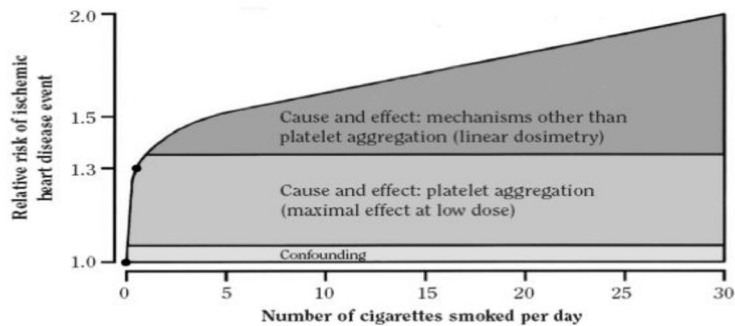 2.0
Relative risk of ischemic
heart disease event
1.5
Cause and effect: mechanisms other than
platelet aggregation (linear dosimetry)
1.3
Cause and effect: platelet aggregation
(maximal effect at low dose)
Confounding
1.0
0 5 10 15 20 25 30
Number of cigarettes smoked per day